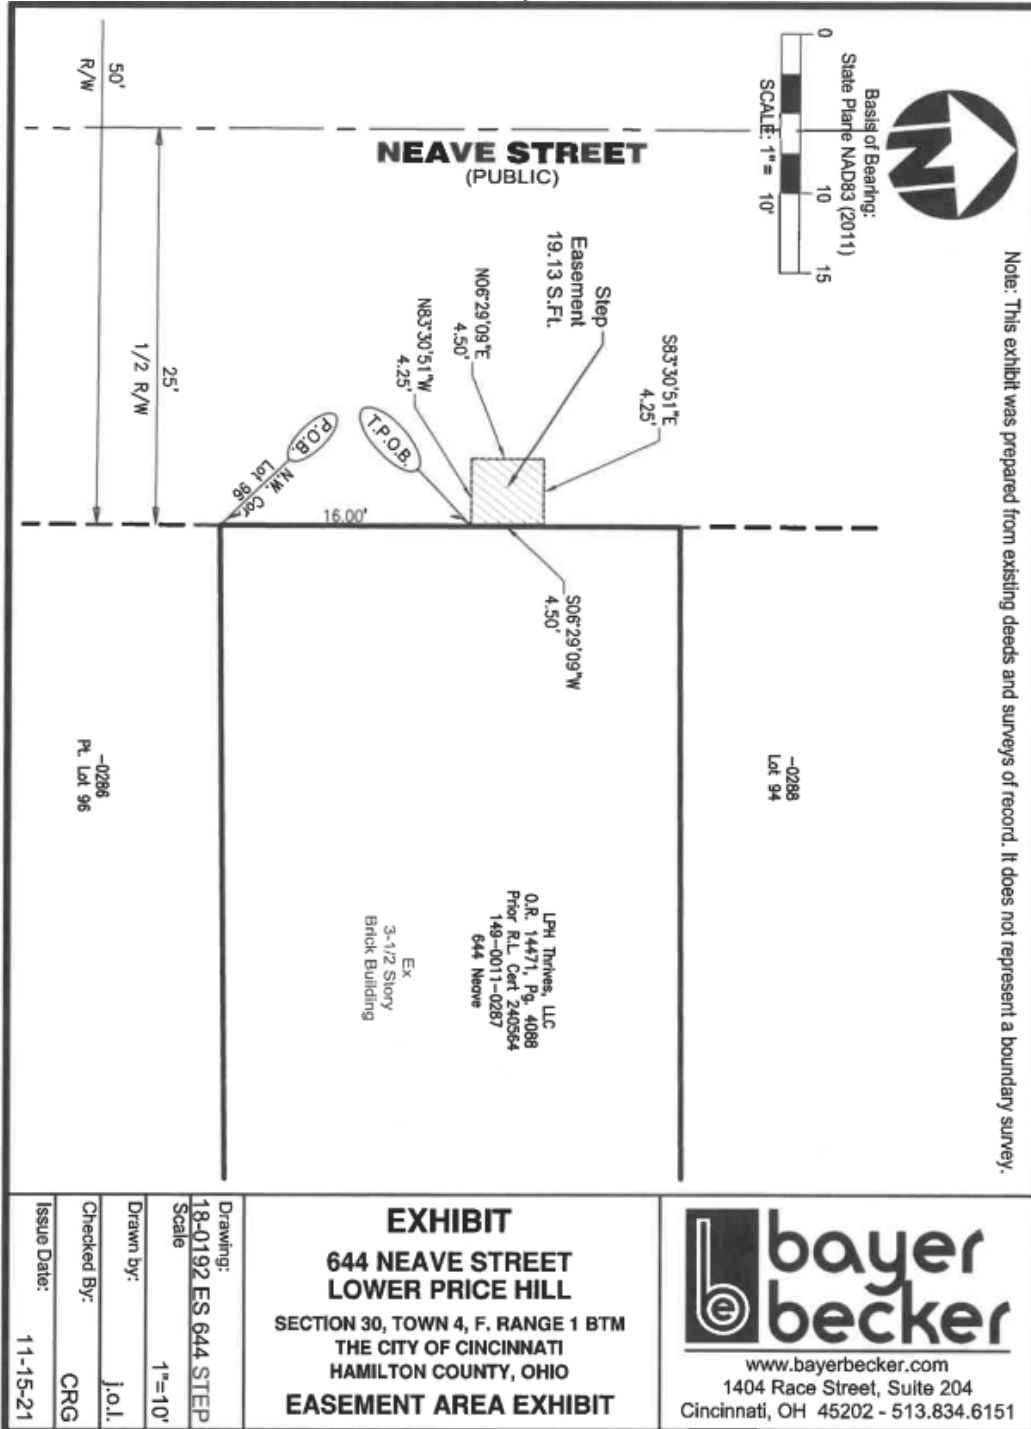 Note: This exhibit was prepared from existing deeds and surveys of record. It does not represent a boundary survey.
N
Basis of Bearing:
State Plane NAD83 (2011)
0
10
15
SCALE: 1"= 10'
NEAVE STREET
(PUBLIC)
50'
R/W
25'
1/2 R/W
Step
Easement
19.13 S.Ft.
S83°30'51"E
4.25'
N06°29'09"E
4.50'
N83°30'51"W
4.25'
T.P.O.B.
P.O.B.
N.W. Cor.
Lot 96
16.00'
S06°29'09"W
4.50'
-0288
Lot 94
-0286
Pt. Lot 96
LPH Thrives, LLC
O.R. 14471, Pg. 4088
Prior R.L. Cert 240564
149-0011-0287
644 Neave
Ex
3-1/2 Story
Brick Building
bayer
becker
www.bayerbecker.com
1404 Race Street, Suite 204
Cincinnati, OH 45202 - 513.834.6151
EXHIBIT
644 NEAVE STREET
LOWER PRICE HILL
SECTION 30, TOWN 4, F. RANGE 1 BTM
THE CITY OF CINCINNATI
HAMILTON COUNTY, OHIO
EASEMENT AREA EXHIBIT
Drawing:
18-0192 ES 644 STEP
Scale
1"=10'
Drawn by:
j.o.l.
Checked By:
CRG
Issue Date:
11-15-21